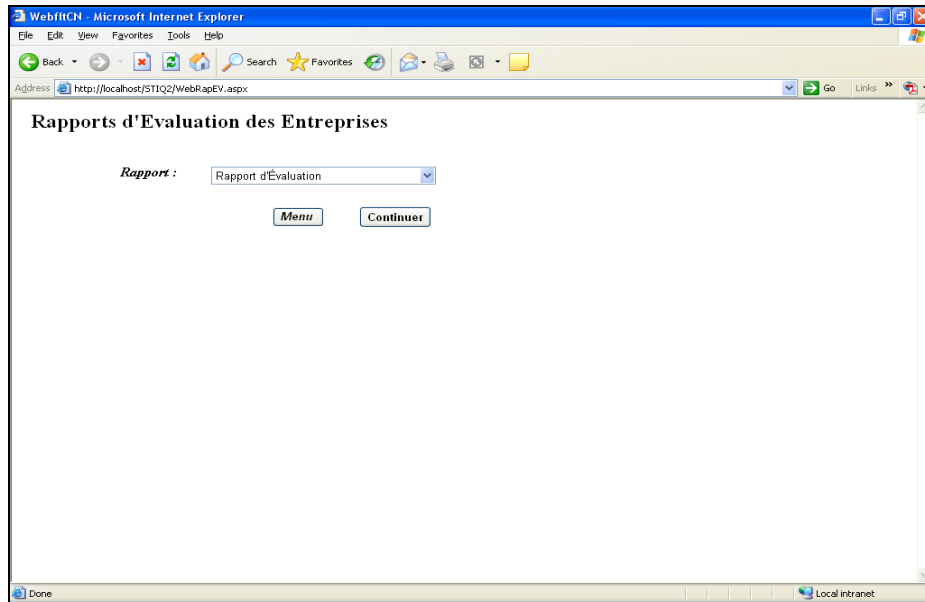 WebfltCN - Microsoft Internet Explorer
File Edit View Favorites Tools Help
Back Search Favorites
Address http://localhost/STIQ2/WebRapEV.aspx Go Links »
Rapports d'Evaluation des Entreprises
Rapport : Rapport d'Évaluation
Menu Continuer
Done Local intranet